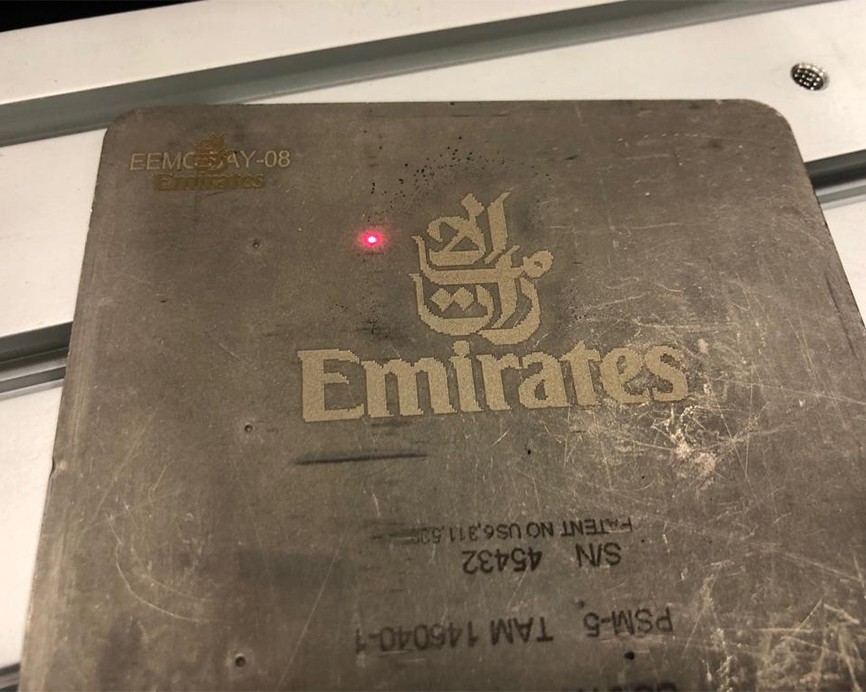 Emirates
الإمارات
Emirates
PATENT NO
S/N 45432
PSM-5 TAM 146040-1